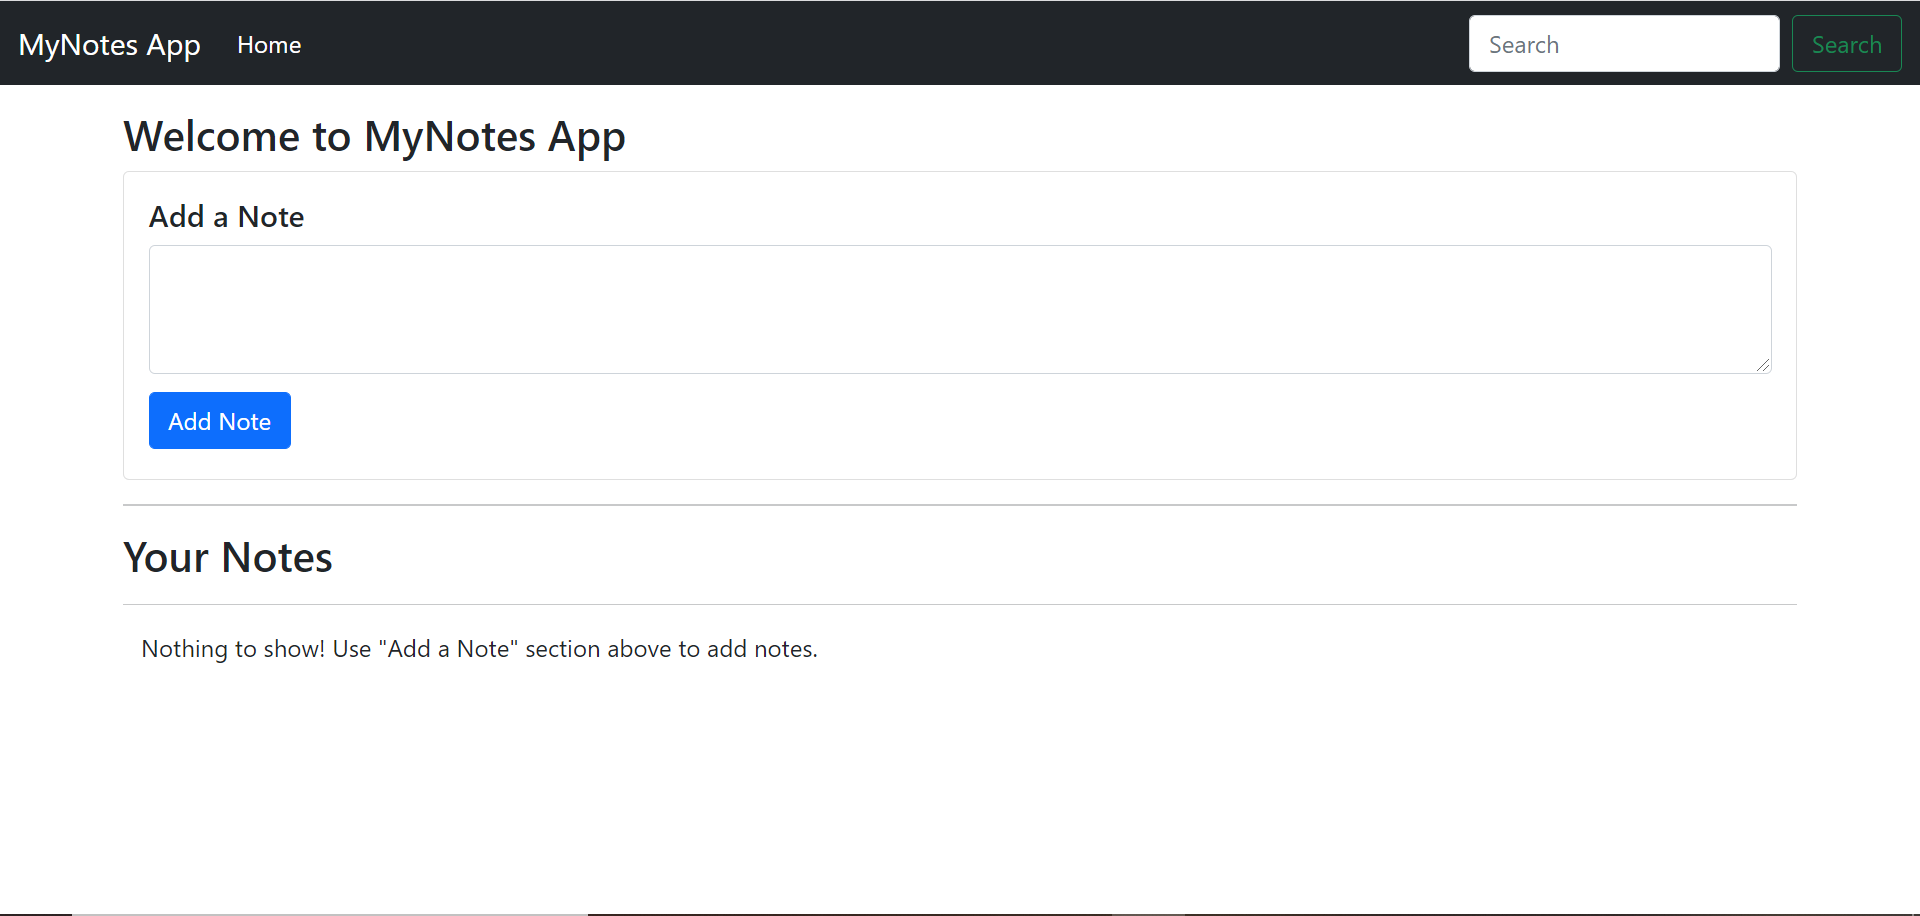 MyNotes App Home Search Search
Welcome to MyNotes App
Add a Note
Add Note
Your Notes
Nothing to show! Use "Add a Note" section above to add notes.